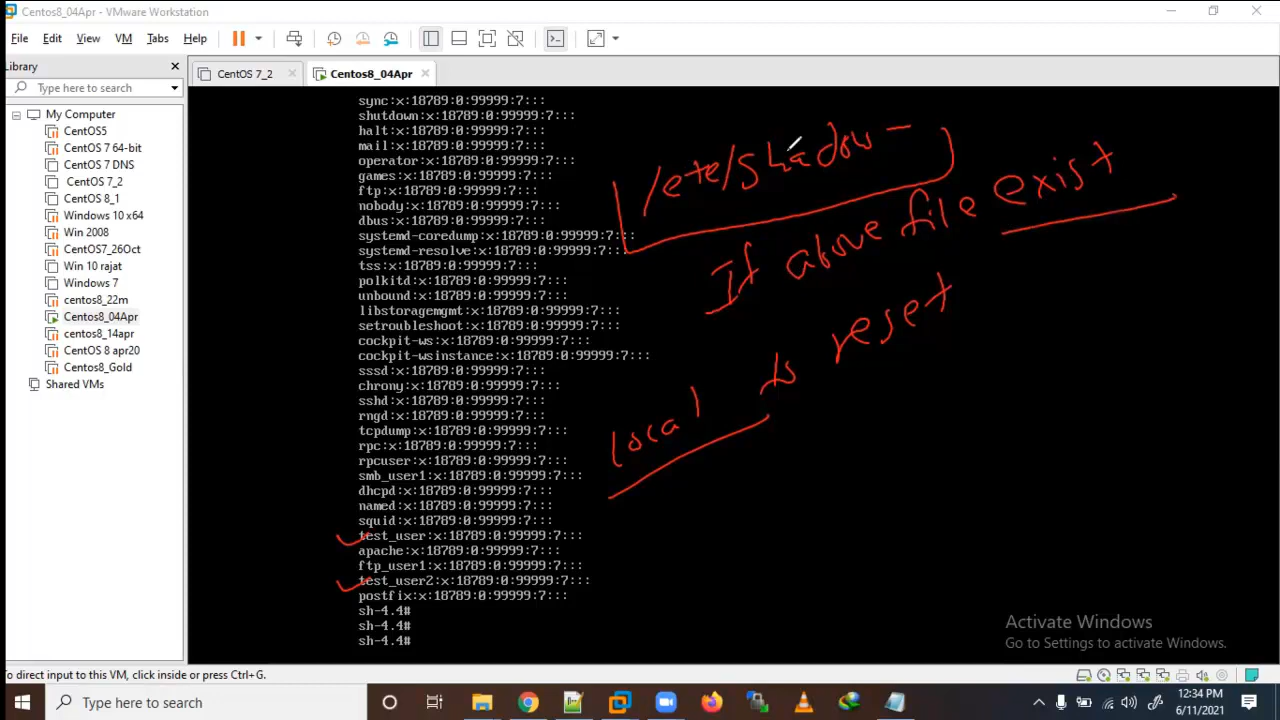 Centos8_04Apr - VMware Workstation
File Edit View VM Tabs Help
Library
CentOS 7_2 Centos8_04Apr
Type here to search
My Computer
CentOS5
CentOS 7 64-bit
CentOS 7 DNS
CentOS 7_2
CentOS 8_1
Windows 10 x64
Win 2008
CentOS7_26Oct
Win 10 rajat
Windows 7
centos8_22m
Centos8_04Apr
centos8_14apr
CentOS 8 apr20
CentOS8_Gold
Shared VMs
sync:x:18789:0:99999:7:::
shutdown:x:18789:0:99999:7:::
halt:x:18789:0:99999:7:::
mail:x:18789:0:99999:7:::
operator:x:18789:0:99999:7:::
games:x:18789:0:99999:7:::
ftp:x:18789:0:99999:7:::
nobody:x:18789:0:99999:7:::
dbus:x:18789:0:99999:7:::
systemd-coredump:x:18789:0:99999:7:::
systemd-resolve:x:18789:0:99999:7:::
tss:x:18789:0:99999:7:::
polkitd:x:18789:0:99999:7:::
unbound:x:18789:0:99999:7:::
libstoragemgmt:x:18789:0:99999:7:::
setroubleshoot:x:18789:0:99999:7:::
cockpit-ws:x:18789:0:99999:7:::
cockpit-wsinstance:x:18789:0:99999:7:::
sssd:x:18789:0:99999:7:::
chrony:x:18789:0:99999:7:::
sshd:x:18789:0:99999:7:::
rngd:x:18789:0:99999:7:::
tcpdump:x:18789:0:99999:7:::
rpc:x:18789:0:99999:7:::
rpcuser:x:18789:0:99999:7:::
smb_user1:x:18789:0:99999:7:::
dhcpd:x:18789:0:99999:7:::
named:x:18789:0:99999:7:::
squid:x:18789:0:99999:7:::
test_user:x:18789:0:99999:7:::
apache:x:18789:0:99999:7:::
ftp_user1:x:18789:0:99999:7:::
test_user2:x:18789:0:99999:7:::
postfix:x:18789:0:99999:7:::
sh-4.4#
sh-4.4#
sh-4.4#
/etc/shadow-
If above file exist
local is reset
Activate Windows
Go to Settings to activate Windows.
To direct input to this VM, click inside or press Ctrl+G.
Type here to search
12:34 PM
6/11/2021